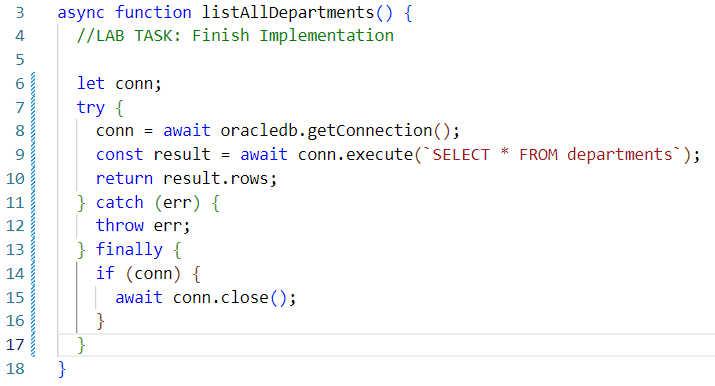 3 async function listAllDepartments() {
4   //LAB TASK: Finish Implementation
5
6   let conn;
7   try {
8     conn = await oracledb.getConnection();
9     const result = await conn.execute(`SELECT * FROM departments`);
10     return result.rows;
11   } catch (err) {
12     throw err;
13   } finally {
14     if (conn) {
15       await conn.close();
16     }
17   }
18 }